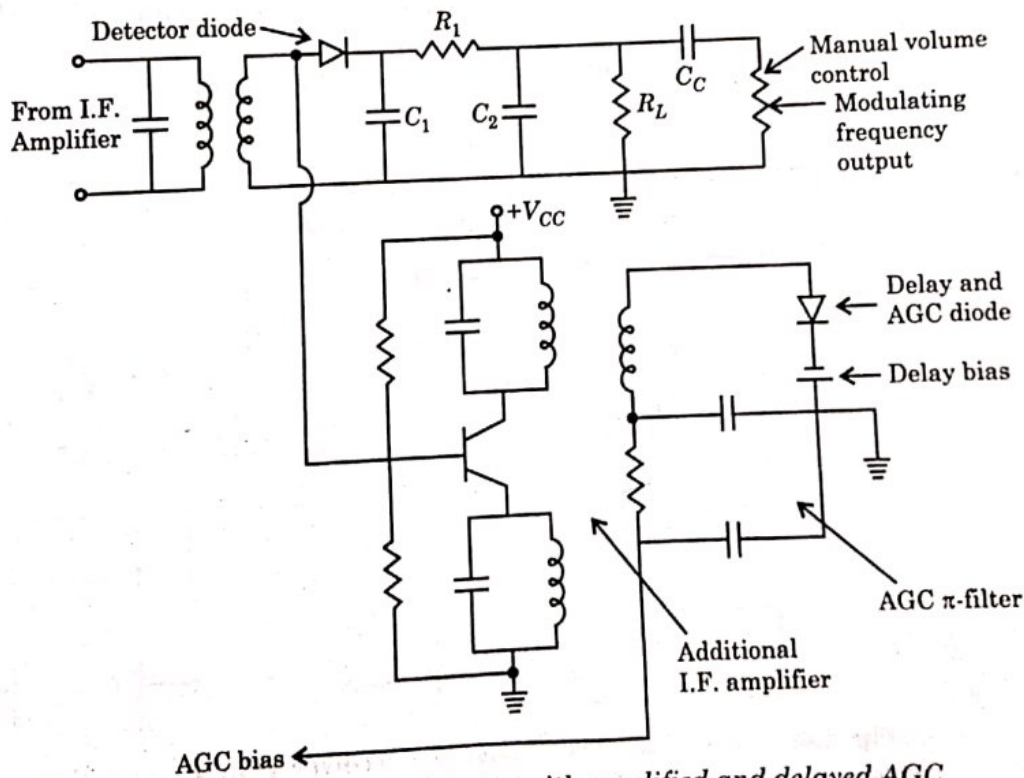 Detector diode
R1
Manual volume
control
Modulating
frequency
output
From I.F.
Amplifier
C1
C2
RL
CC
+VCC
Delay and
AGC diode
Delay bias
AGC π-filter
Additional
I.F. amplifier
AGC bias
with amplified and delayed AGC